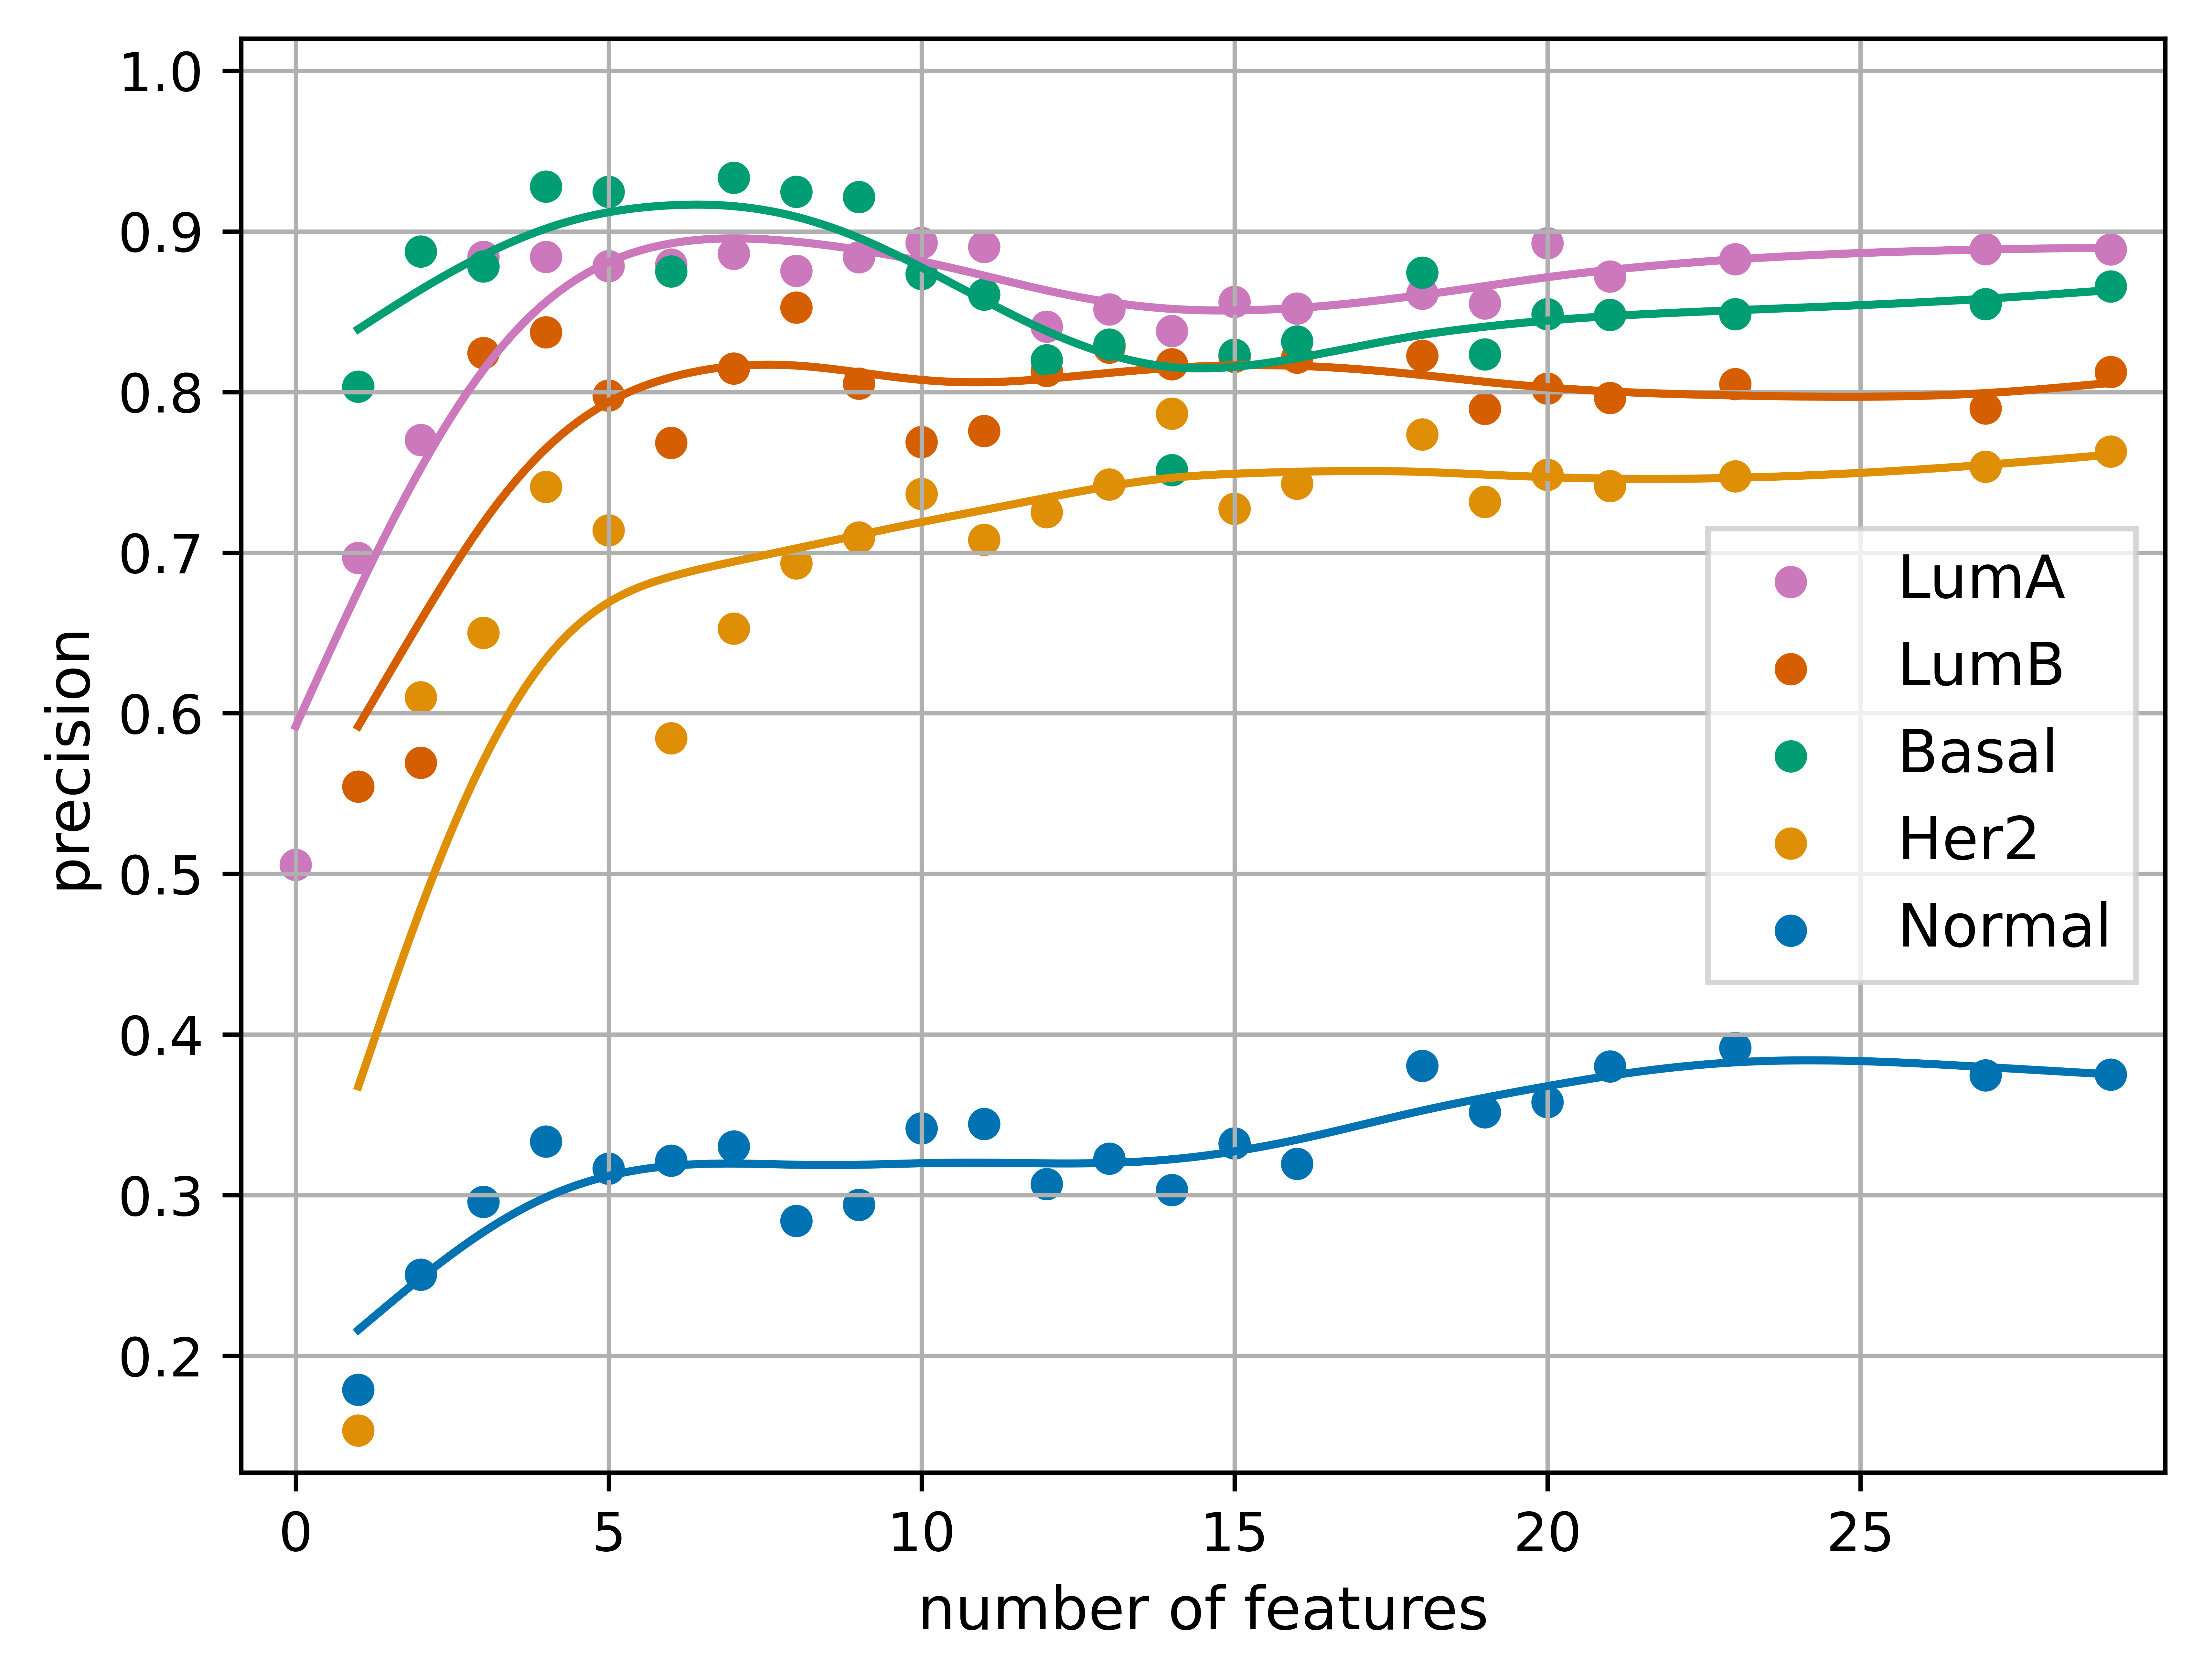 1.0
0.9
0.8
0.7
0.6
0.5
0.4
0.3
0.2
precision
LumA
LumB
Basal
Her2
Normal
0 5 10 15 20 25
number of features